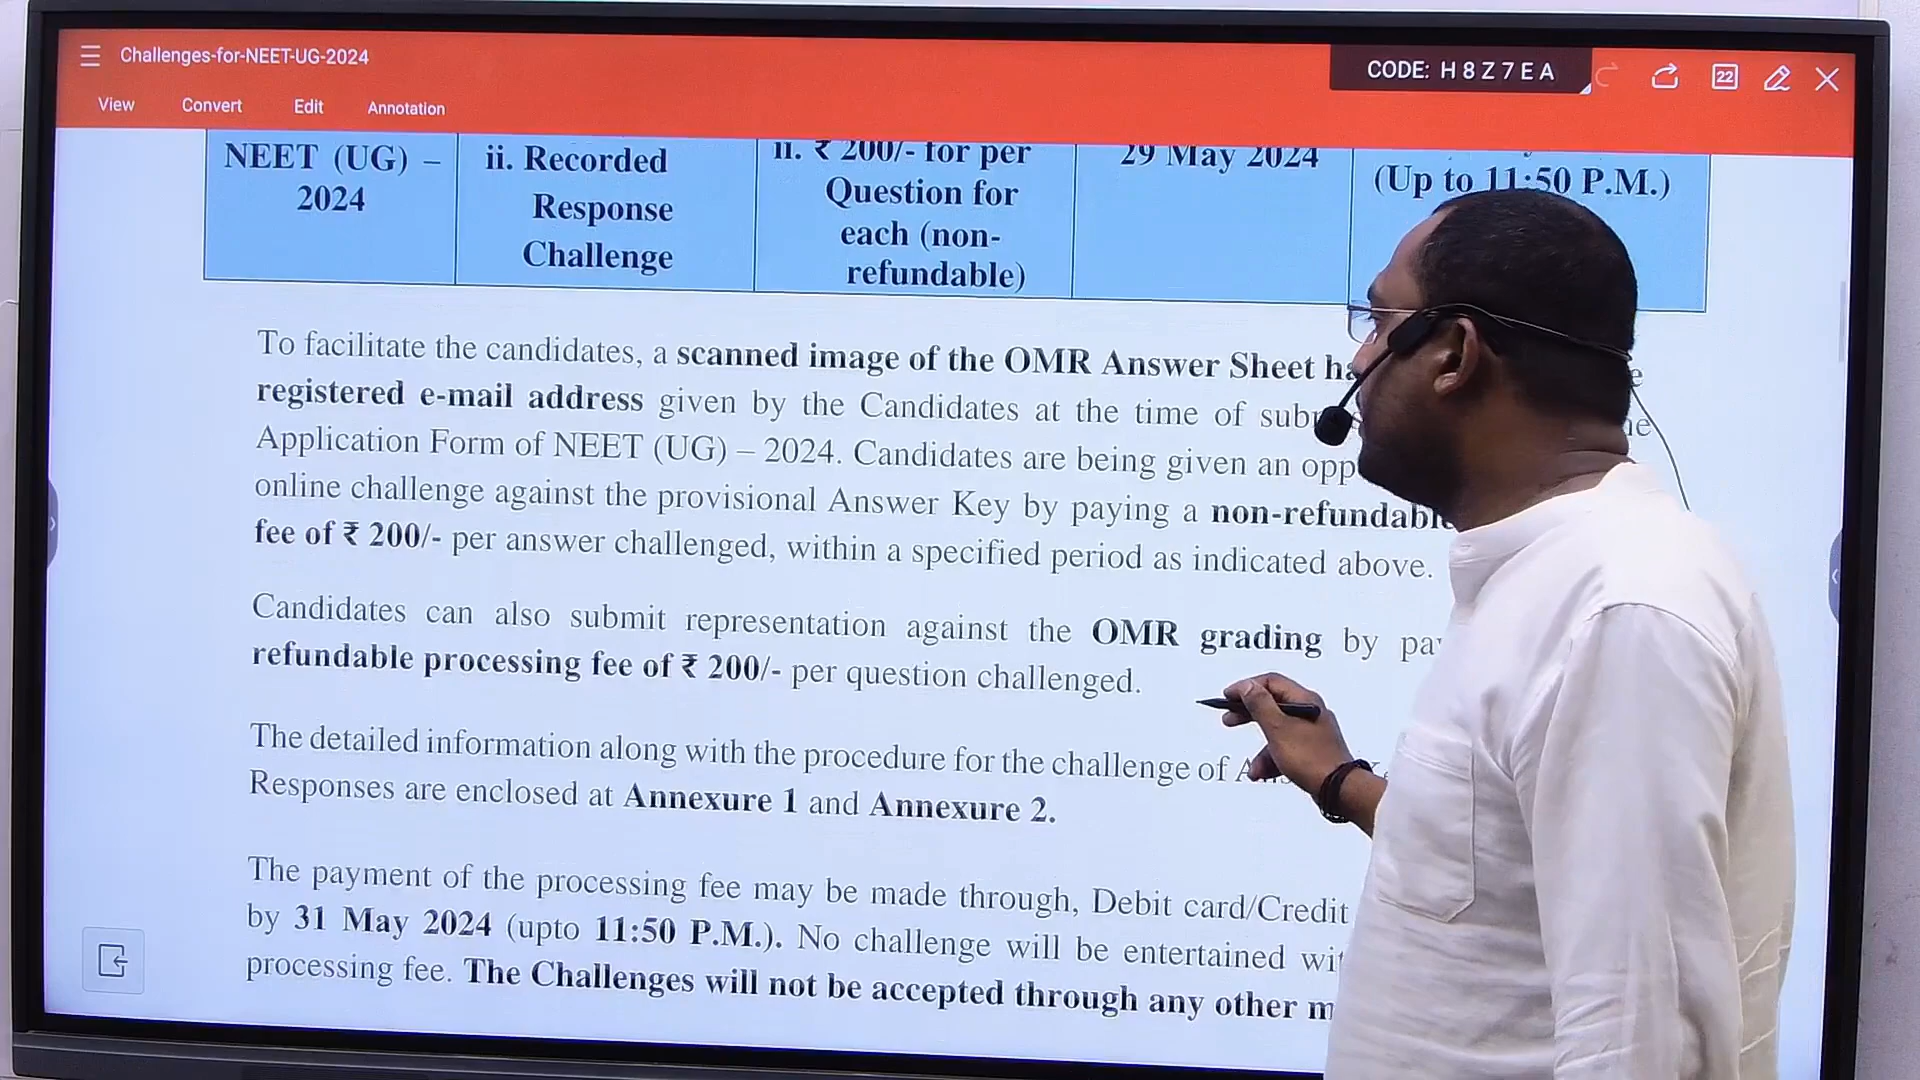 Challenges-for-NEET-UG-2024
CODE: H8Z7EA
22
View Convert Edit Annotation
NEET (UG) –
2024
ii. Recorded
Response
Challenge
ii. ₹ 200/- for per
Question for
each (non-
refundable)
29 May 2024
(Up to 11:50 P.M.)
To facilitate the candidates, a scanned image of the OMR Answer Sheet
registered e-mail address given by the Candidates at the time of
Application Form of NEET (UG) – 2024. Candidates are being given an
online challenge against the provisional Answer Key by paying a non-refundable
fee of ₹ 200/- per answer challenged, within a specified period as indicated above.
Candidates can also submit representation against the OMR grading by
refundable processing fee of ₹ 200/- per question challenged.
The detailed information along with the procedure for the challenge of
Responses are enclosed at Annexure 1 and Annexure 2.
The payment of the processing fee may be made through, Debit card/Credit
by 31 May 2024 (upto 11:50 P.M.). No challenge will be entertained
processing fee. The Challenges will not be accepted through any other